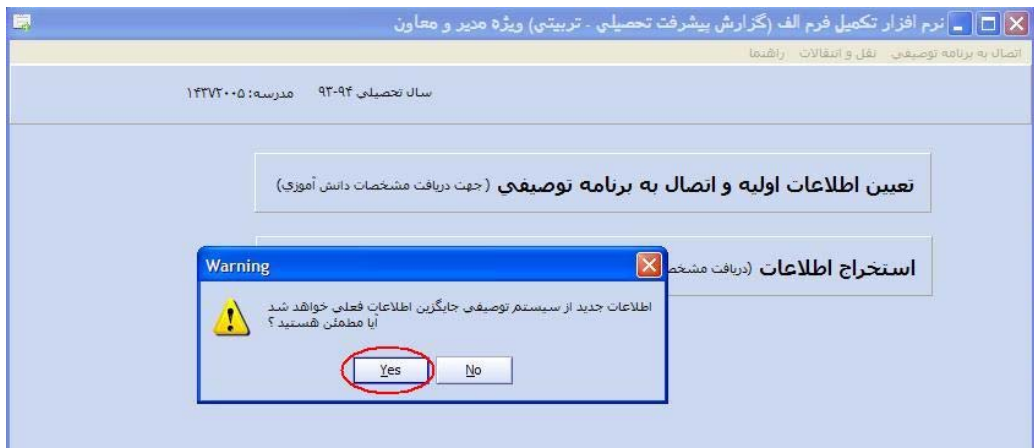 نرم افزار تکمیل فرم الف (گزارش پیشرفت تحصیلی - تربیتی) ویژه مدیر و معاون
اتصال به برنامه توصیفی نقل و انتقالات راهنما
سال تحصیلی ۹۴-۹۳ مدرسه: ۱۴۳۷۲۰۰۵
تعیین اطلاعات اولیه و اتصال به برنامه توصیفی (جهت دریافت مشخصات دانش آموزی)
استخراج اطلاعات (دریافت مشخص
Warning
اطلاعات جدید از سیستم توصیفی جایگزین اطلاعات فعلی خواهد شد
آیا مطمئن هستید ؟
Yes No